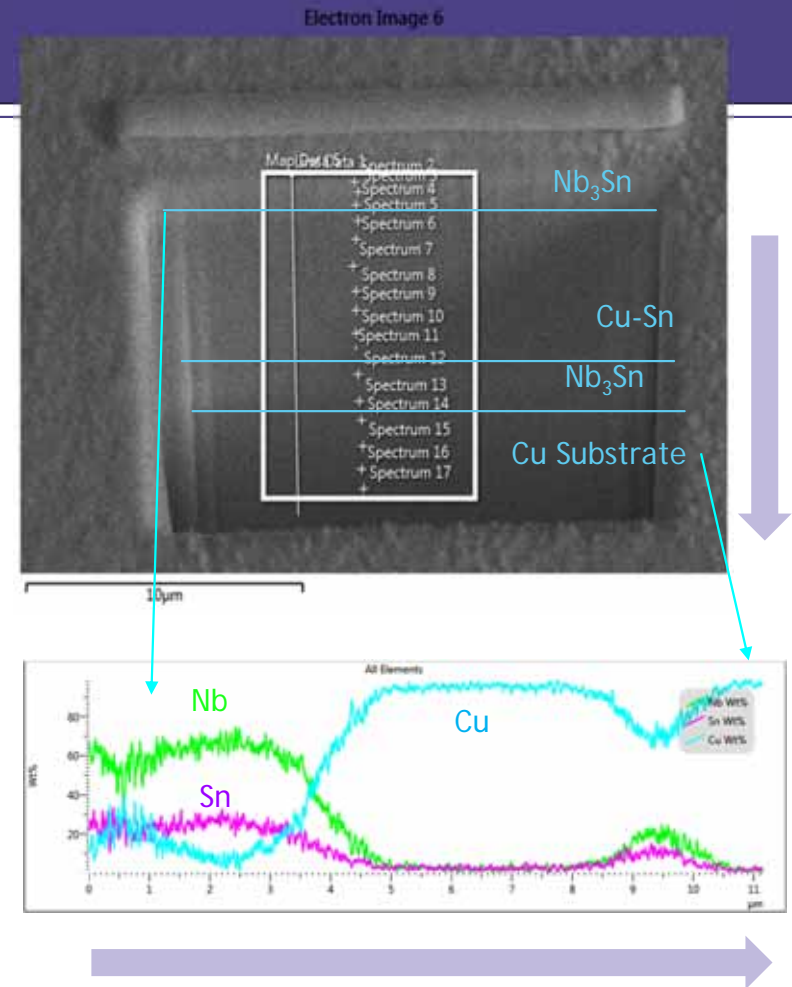 Electron Image 6
Spectrum 2
Spectrum 3
Spectrum 4
Spectrum 5
Spectrum 6
Spectrum 7
Spectrum 8
Spectrum 9
Spectrum 10
Spectrum 11
Spectrum 12
Spectrum 13
Spectrum 14
Spectrum 15
Spectrum 16
Spectrum 17
Nb₃Sn
Cu-Sn
Nb₃Sn
Cu Substrate
10µm
All Elements
Nb
Sn
Cu
Nb Wt%
Sn Wt%
Cu Wt%
Wt%
80
60
40
20
0 1 2 3 4 5 6 7 8 9 10 11
µm